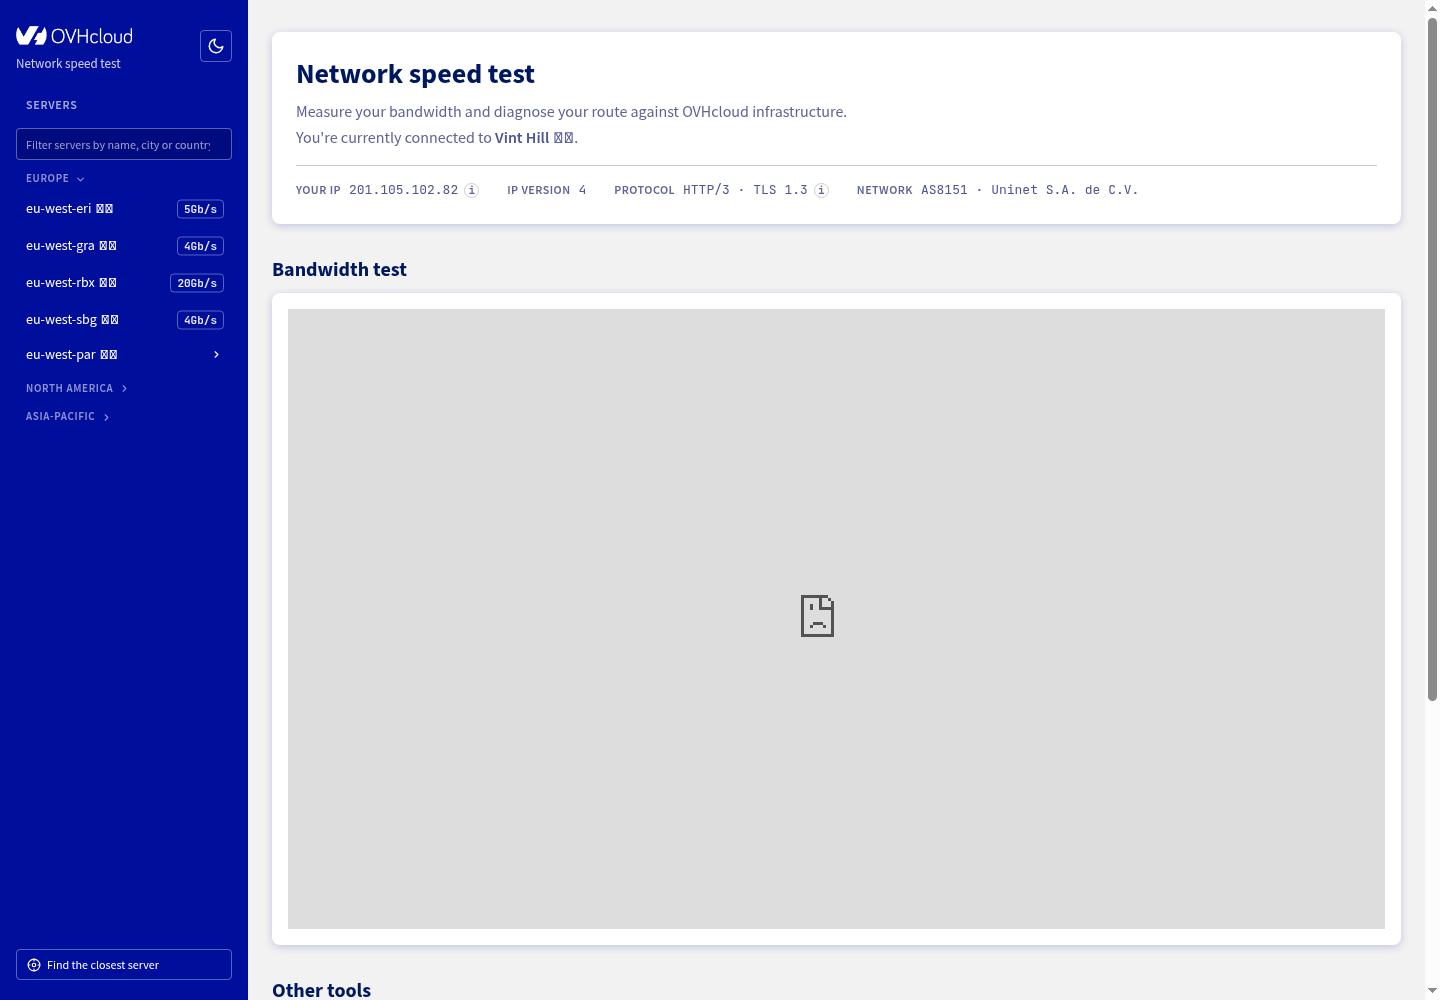 OVHcloud
Network speed test
SERVERS
Filter servers by name, city or country
EUROPE
eu-west-eri
5Gb/s
eu-west-gra
4Gb/s
eu-west-rbx
20Gb/s
eu-west-sbg
4Gb/s
eu-west-par
NORTH AMERICA
ASIA-PACIFIC
Find the closest server
Network speed test
Measure your bandwidth and diagnose your route against OVHcloud infrastructure.
You're currently connected to Vint Hill .
YOUR IP 201.105.102.82 i IP VERSION 4 PROTOCOL HTTP/3 · TLS 1.3 i NETWORK AS8151 · Uninet S.A. de C.V.
Bandwidth test
Other tools